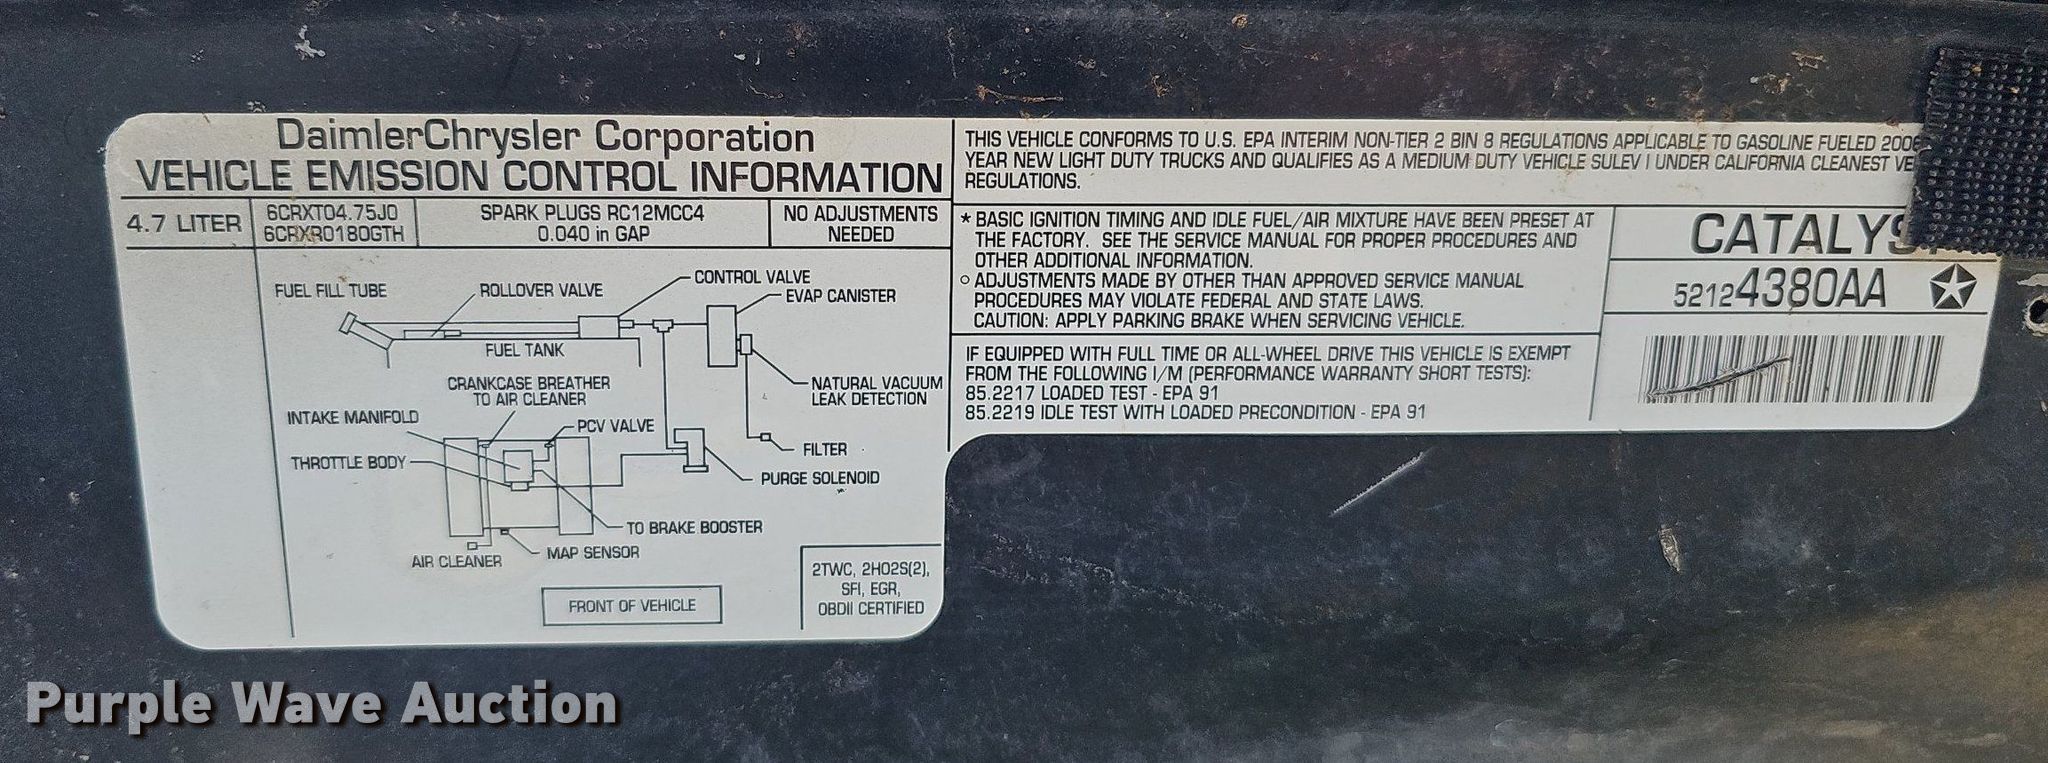 DaimlerChrysler Corporation
VEHICLE EMISSION CONTROL INFORMATION
4.7 LITER
6CRXT04.75J0
6CRXR0180GTH
SPARK PLUGS RC12MCC4
0.040 in GAP
NO ADJUSTMENTS
NEEDED
CONTROL VALVE
FUEL FILL TUBE
ROLLOVER VALVE
EVAP CANISTER
FUEL TANK
CRANKCASE BREATHER
TO AIR CLEANER
NATURAL VACUUM
LEAK DETECTION
INTAKE MANIFOLD
PCV VALVE
FILTER
THROTTLE BODY
PURGE SOLENOID
TO BRAKE BOOSTER
MAP SENSOR
AIR CLEANER
2TWC, 2HO2S(2),
SFI, EGR,
OBDII CERTIFIED
FRONT OF VEHICLE
THIS VEHICLE CONFORMS TO U.S. EPA INTERIM NON-TIER 2 BIN 8 REGULATIONS APPLICABLE TO GASOLINE FUELED 2006
YEAR NEW LIGHT DUTY TRUCKS AND QUALIFIES AS A MEDIUM DUTY VEHICLE SULEV I UNDER CALIFORNIA CLEANEST
REGULATIONS.
* BASIC IGNITION TIMING AND IDLE FUEL/AIR MIXTURE HAVE BEEN PRESET AT
THE FACTORY. SEE THE SERVICE MANUAL FOR PROPER PROCEDURES AND
OTHER ADDITIONAL INFORMATION.
○ ADJUSTMENTS MADE BY OTHER THAN APPROVED SERVICE MANUAL
PROCEDURES MAY VIOLATE FEDERAL AND STATE LAWS.
CAUTION: APPLY PARKING BRAKE WHEN SERVICING VEHICLE.
IF EQUIPPED WITH FULL TIME OR ALL-WHEEL DRIVE THIS VEHICLE IS EXEMPT
FROM THE FOLLOWING I/M (PERFORMANCE WARRANTY SHORT TESTS):
85.2217 LOADED TEST - EPA 91
85.2219 IDLE TEST WITH LOADED PRECONDITION - EPA 91
CATALYST
52124380AA
Purple Wave Auction